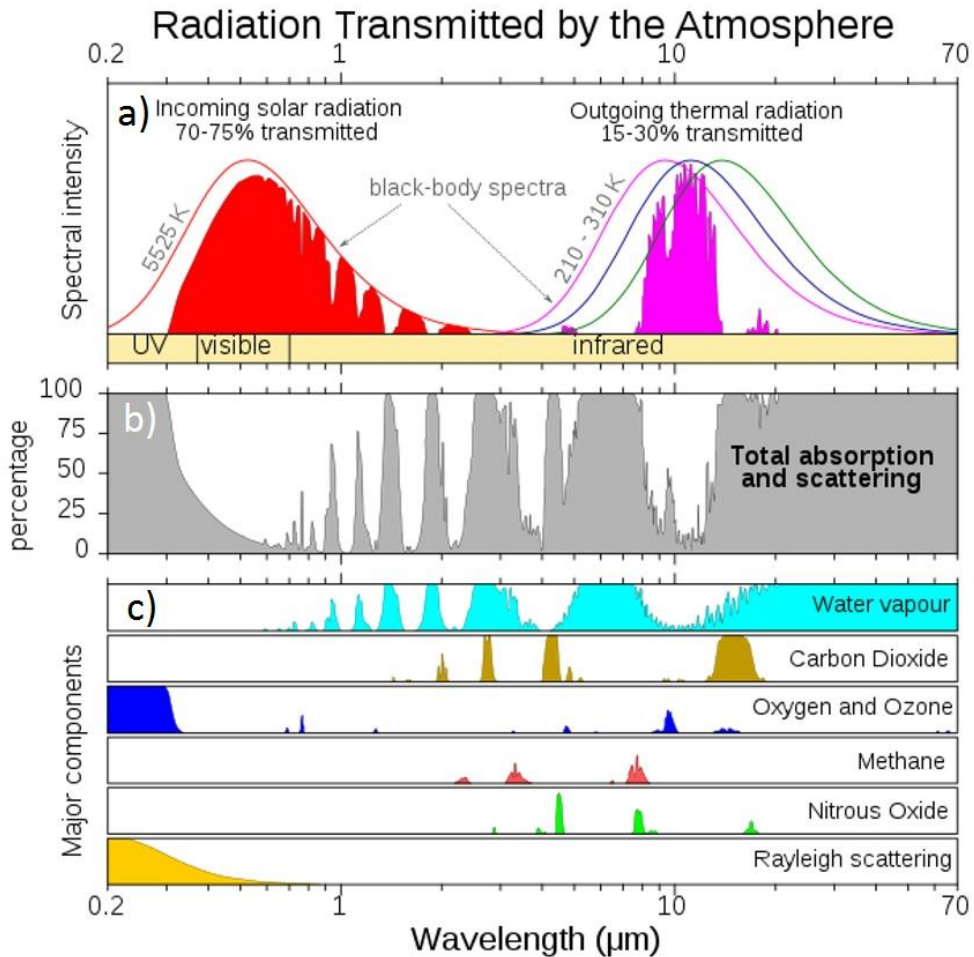 Radiation Transmitted by the Atmosphere
0.2 1 10 70
a)
Incoming solar radiation
70-75% transmitted
Outgoing thermal radiation
15-30% transmitted
Spectral intensity
black-body spectra
5525 K
210 - 310 K
UV visible infrared
100
75
50
25
0
percentage
b)
Total absorption
and scattering
c)
Major components
Water vapour
Carbon Dioxide
Oxygen and Ozone
Methane
Nitrous Oxide
Rayleigh scattering
0.2 1 10 70
Wavelength (μm)